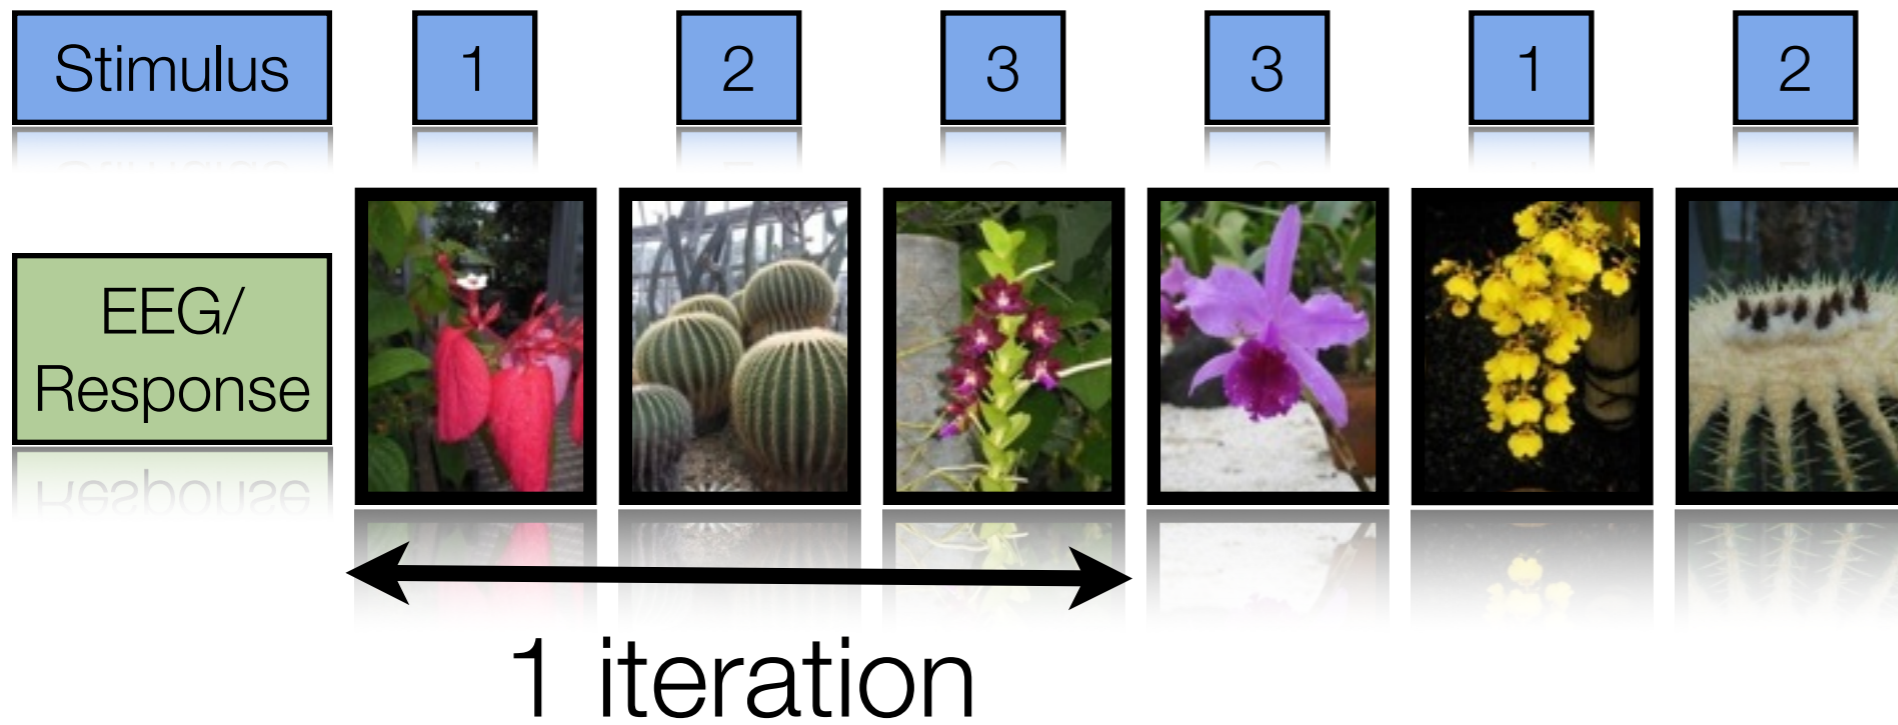 Stimulus 1 2 3 3 1 2
EEG/
Response
1 iteration